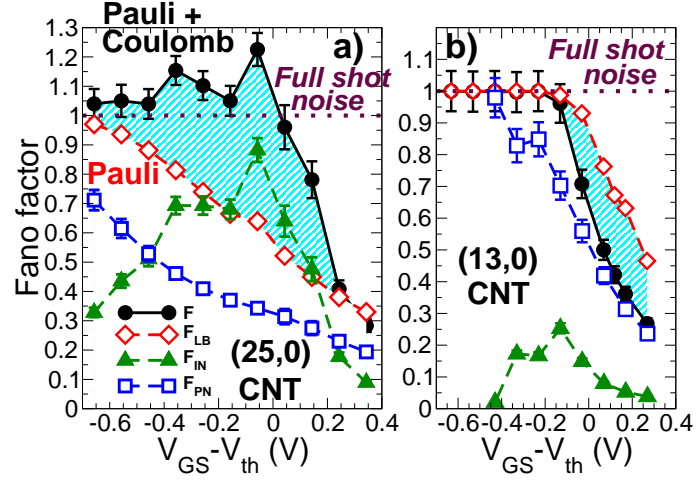 Pauli +
Coulomb
a)
b)
Full shot
noise
Full shot
noise
Pauli
Fano factor
1.3
1.2
1.1
1
0.9
0.8
0.7
0.6
0.5
0.4
0.3
0.2
0.1
0
F
F_LB
F_IN
F_PN
(25,0)
CNT
-0.6 -0.4 -0.2 0 0.2 0.4
V_GS-V_th (V)
1.1
1
0.9
0.8
0.7
0.6
0.5
0.4
0.3
0.2
0.1
0
(13,0)
CNT
-0.6 -0.4 -0.2 0 0.2 0.4
V_GS-V_th (V)